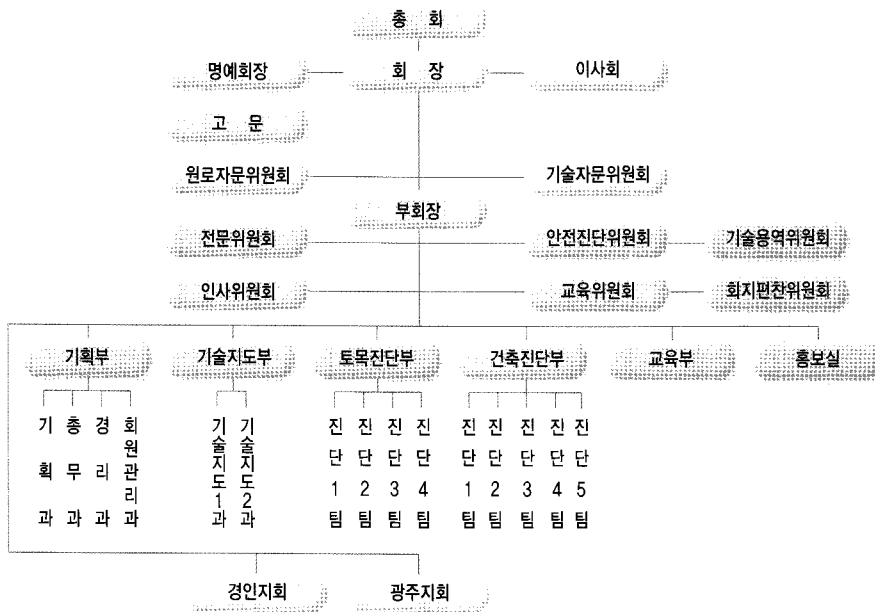 총 회
명예회장 회 장 이사회
고 문
원로자문위원회 기술자문위원회
부회장
전문위원회 안전진단위원회 기술용역위원회
인사위원회 교육위원회 회지편찬위원회
기획부 기술지도부 토목진단부 건축진단부 교육부 홍보실
기획과
총무과
경리과
회원관리과
기술지도1과
기술지도2과
진단1팀
진단2팀
진단3팀
진단4팀
진단1팀
진단2팀
진단3팀
진단4팀
진단5팀
경인지회 광주지회